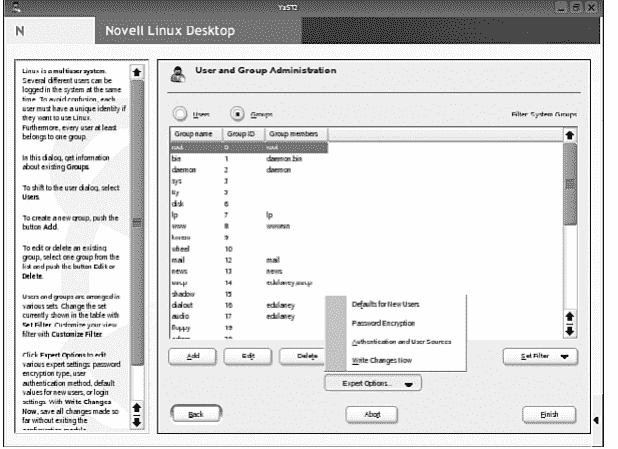 YaST2
N
Novell Linux Desktop
Linux is a multiuser system.
Several different users can be
logged in the system at the same
time. To avoid confusion, each
user must have a unique identity if
they want to use Linux.
Furthermore, every user at least
belongs to one group.
In this dialog, get information
about existing Groups.
To shift to the user dialog, select
Users.
To create a new group, push the
button Add.
To edit or delete an existing
group, select one group from the
list and push the button Edit or
Delete.
Users and groups are arranged in
various sets. Change the set
currently shown in the table with
Set Filter. Customize your view
filter with Customize Filter.
Click Expert Options to edit
various expert settings: password
encryption type, user
authentication method, default
values for new users, or login
settings. With Write Changes
Now, save all changes made so
far without exiting the
configuration module.
User and Group Administration
Users Groups Filter: System Groups
Group name Group ID Group members
root 0 root
bin 1 daemon,bin
daemon 2 daemon
sys 3
tty
disk 6
lp 7 lp
www 8
9
wheel 10
mail 12 mail
news 13 news
uucp 14 edulaney,uucp
shadow 15
dialout 16 edulaney
audio 17 edulaney
floppy 19
Defaults for New Users
Password Encryption
Authentication and User Sources
Write Changes Now
Add Edit Delete Set Filter
Expert Options...
Back Abort Finish